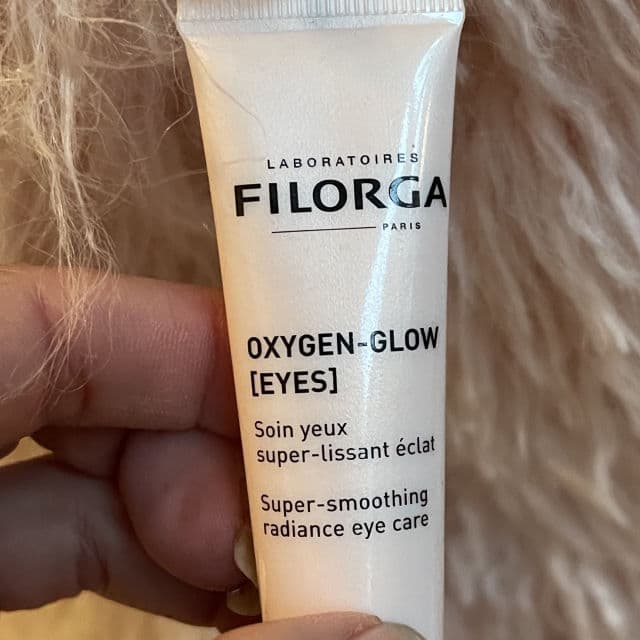 LABORATOIRES
FILORGA
PARIS
OXYGEN-GLOW
[EYES]
Soin yeux
super-lissant éclat
Super-smoothing
radiance eye care